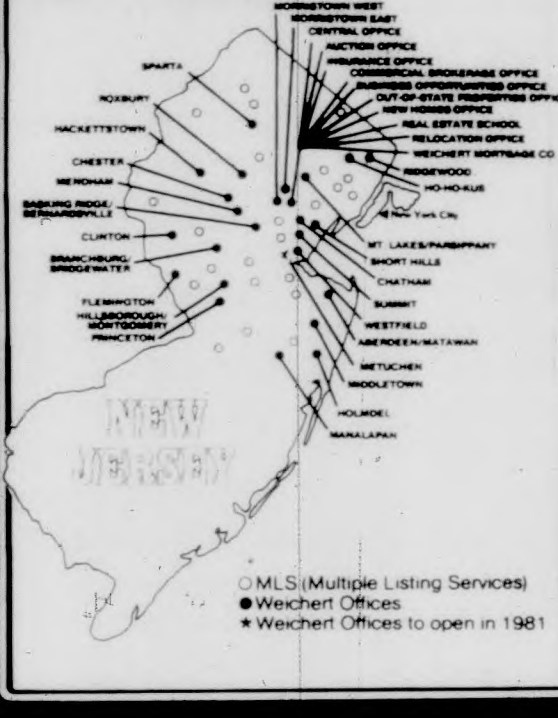 MORRISTOWN WEST
MORRISTOWN EAST
CENTRAL OFFICE
AUCTION OFFICE
INSURANCE OFFICE
COMMERCIAL BROKERAGE OFFICE
BUSINESS OPPORTUNITIES OFFICE
OUT-OF-STATE PROPERTIES
NEW HOMES OFFICE
REAL ESTATE SCHOOL
RELOCATION OFFICE
WEICHERT MORTGAGE CO
RIDGEWOOD
HO-HO-KUS
New York City
MT. LAKES/PARSIPPANY
SHORT HILLS
CHATHAM
SUMMIT
WESTFIELD
ABERDEEN/MATAWAN
METUCHEN
MIDDLETOWN
HOLMDEL
MANALAPAN
SPARTA
ROXBURY
HACKETTSTOWN
CHESTER
MENDHAM
BASKING RIDGE/
BERNARDSVILLE
CLINTON
BRANCHBURG/
BRIDGEWATER
FLEMINGTON
HILLSBOROUGH/
MONTGOMERY
PRINCETON
NEW
JERSEY
○ MLS (Multiple Listing Services)
● Weichert Offices
★ Weichert Offices to open in 1981